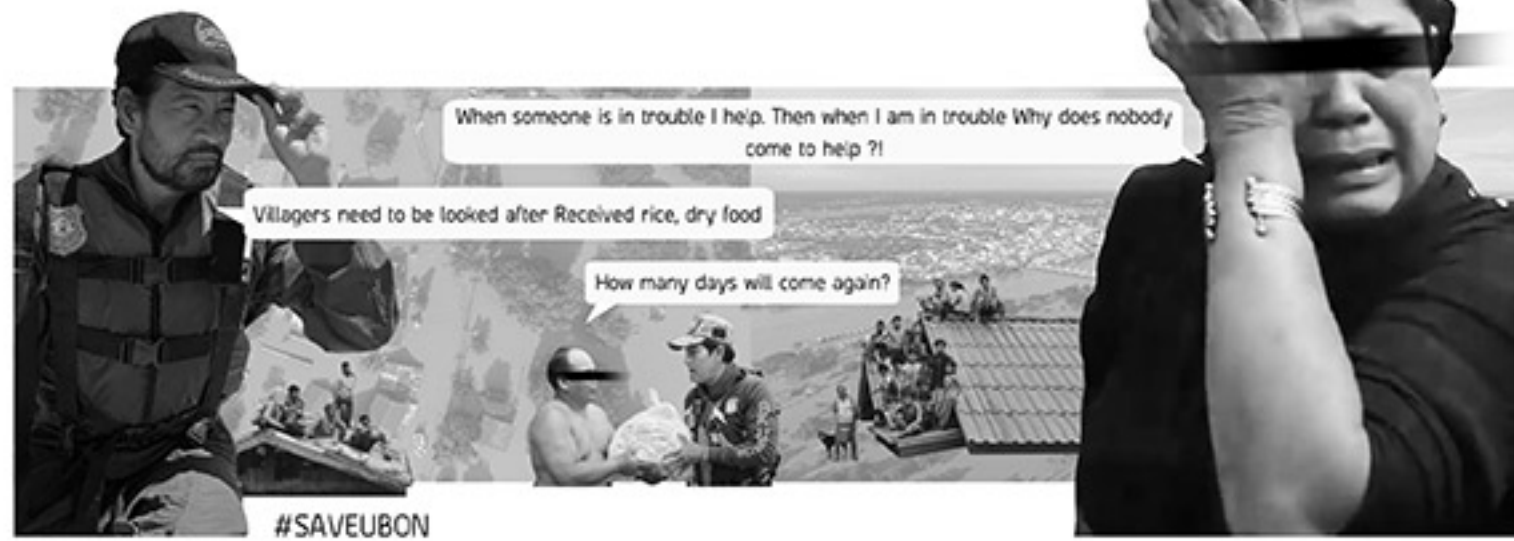 When someone is in trouble I help. Then when I am in trouble Why does nobody
come to help ?!
Villagers need to be looked after Received rice, dry food
How many days will come again?
#SAVEUBON